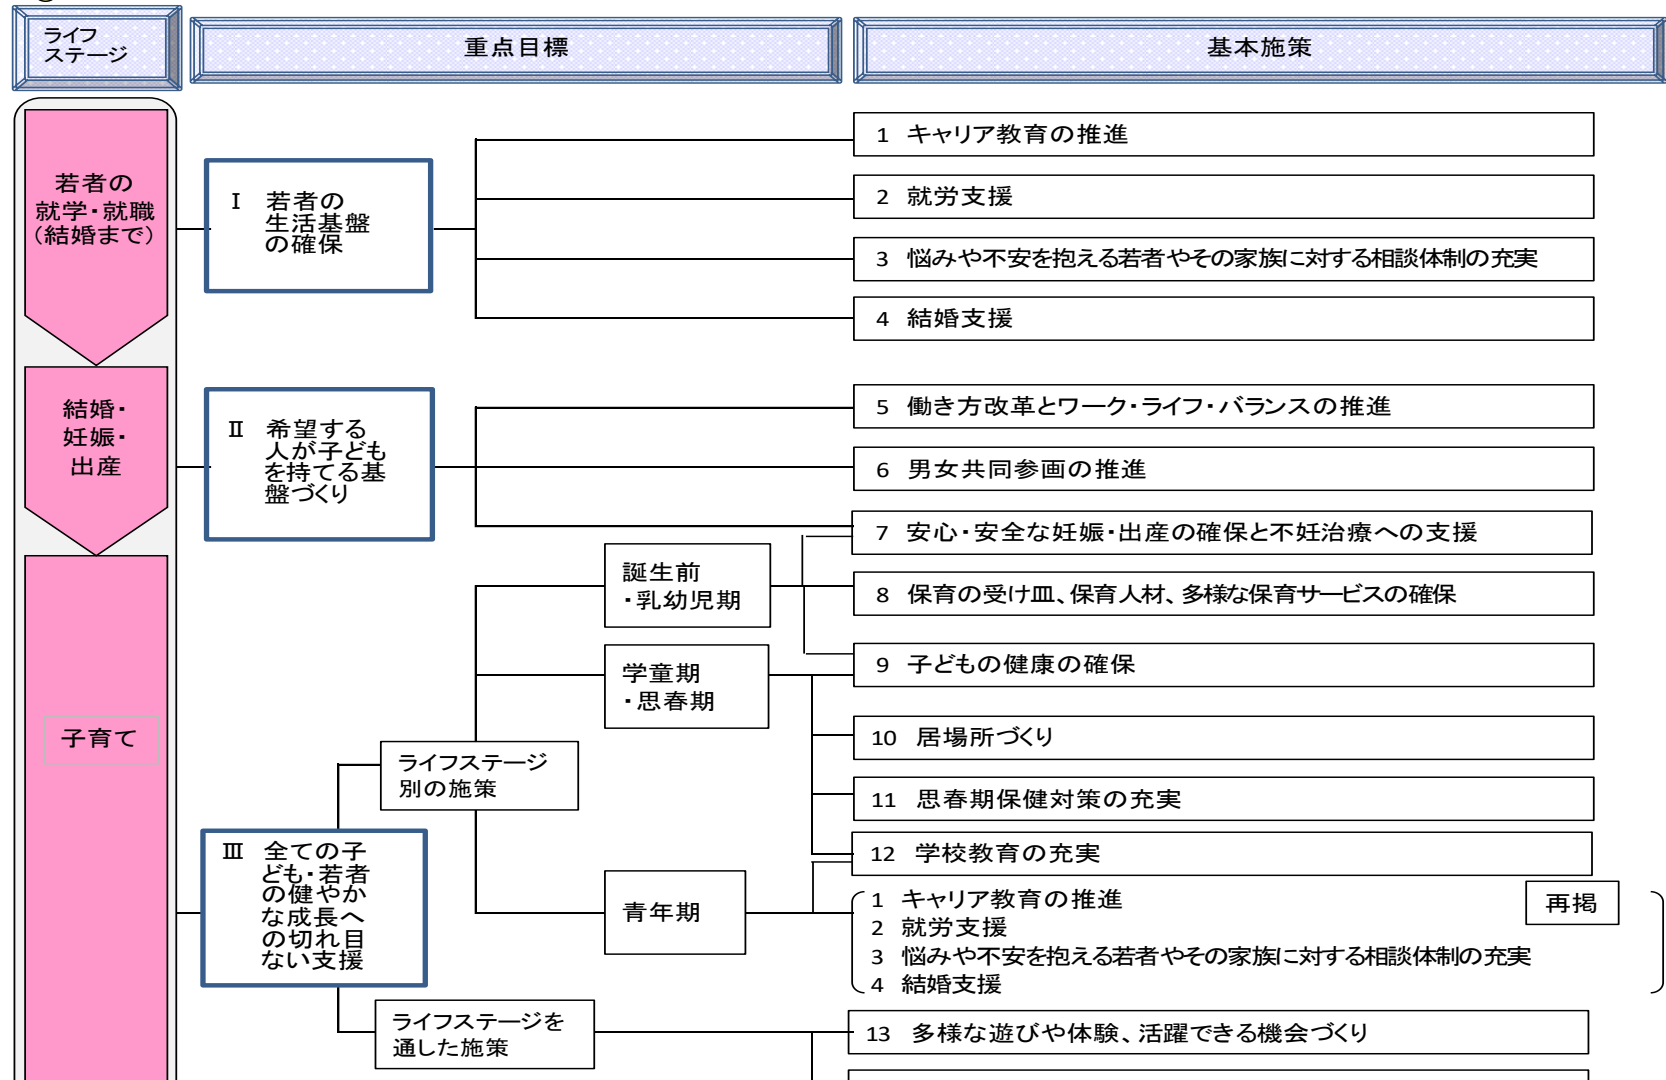 ライフ
ステージ
重点目標
基本施策
若者の
就学・就職
(結婚まで)
Ⅰ 若者の
生活基盤
の確保
1 キャリア教育の推進
2 就労支援
3 悩みや不安を抱える若者やその家族に対する相談体制の充実
4 結婚支援
結婚・
妊娠・
出産
Ⅱ 希望する
人が子ども
を持てる基
盤づくり
5 働き方改革とワーク・ライフ・バランスの推進
6 男女共同参画の推進
7 安心・安全な妊娠・出産の確保と不妊治療への支援
子育て
Ⅲ 全ての子
ども・若者
の健やか
な成長へ
の切れ目
ない支援
ライフステージ
別の施策
誕生前
・乳幼児期
8 保育の受け皿、保育人材、多様な保育サービスの確保
9 子どもの健康の確保
学童期
・思春期
10 居場所づくり
11 思春期保健対策の充実
12 学校教育の充実
青年期
1 キャリア教育の推進
再掲
2 就労支援
3 悩みや不安を抱える若者やその家族に対する相談体制の充実
4 結婚支援
ライフステージを
通した施策
13 多様な遊びや体験、活躍できる機会づくり